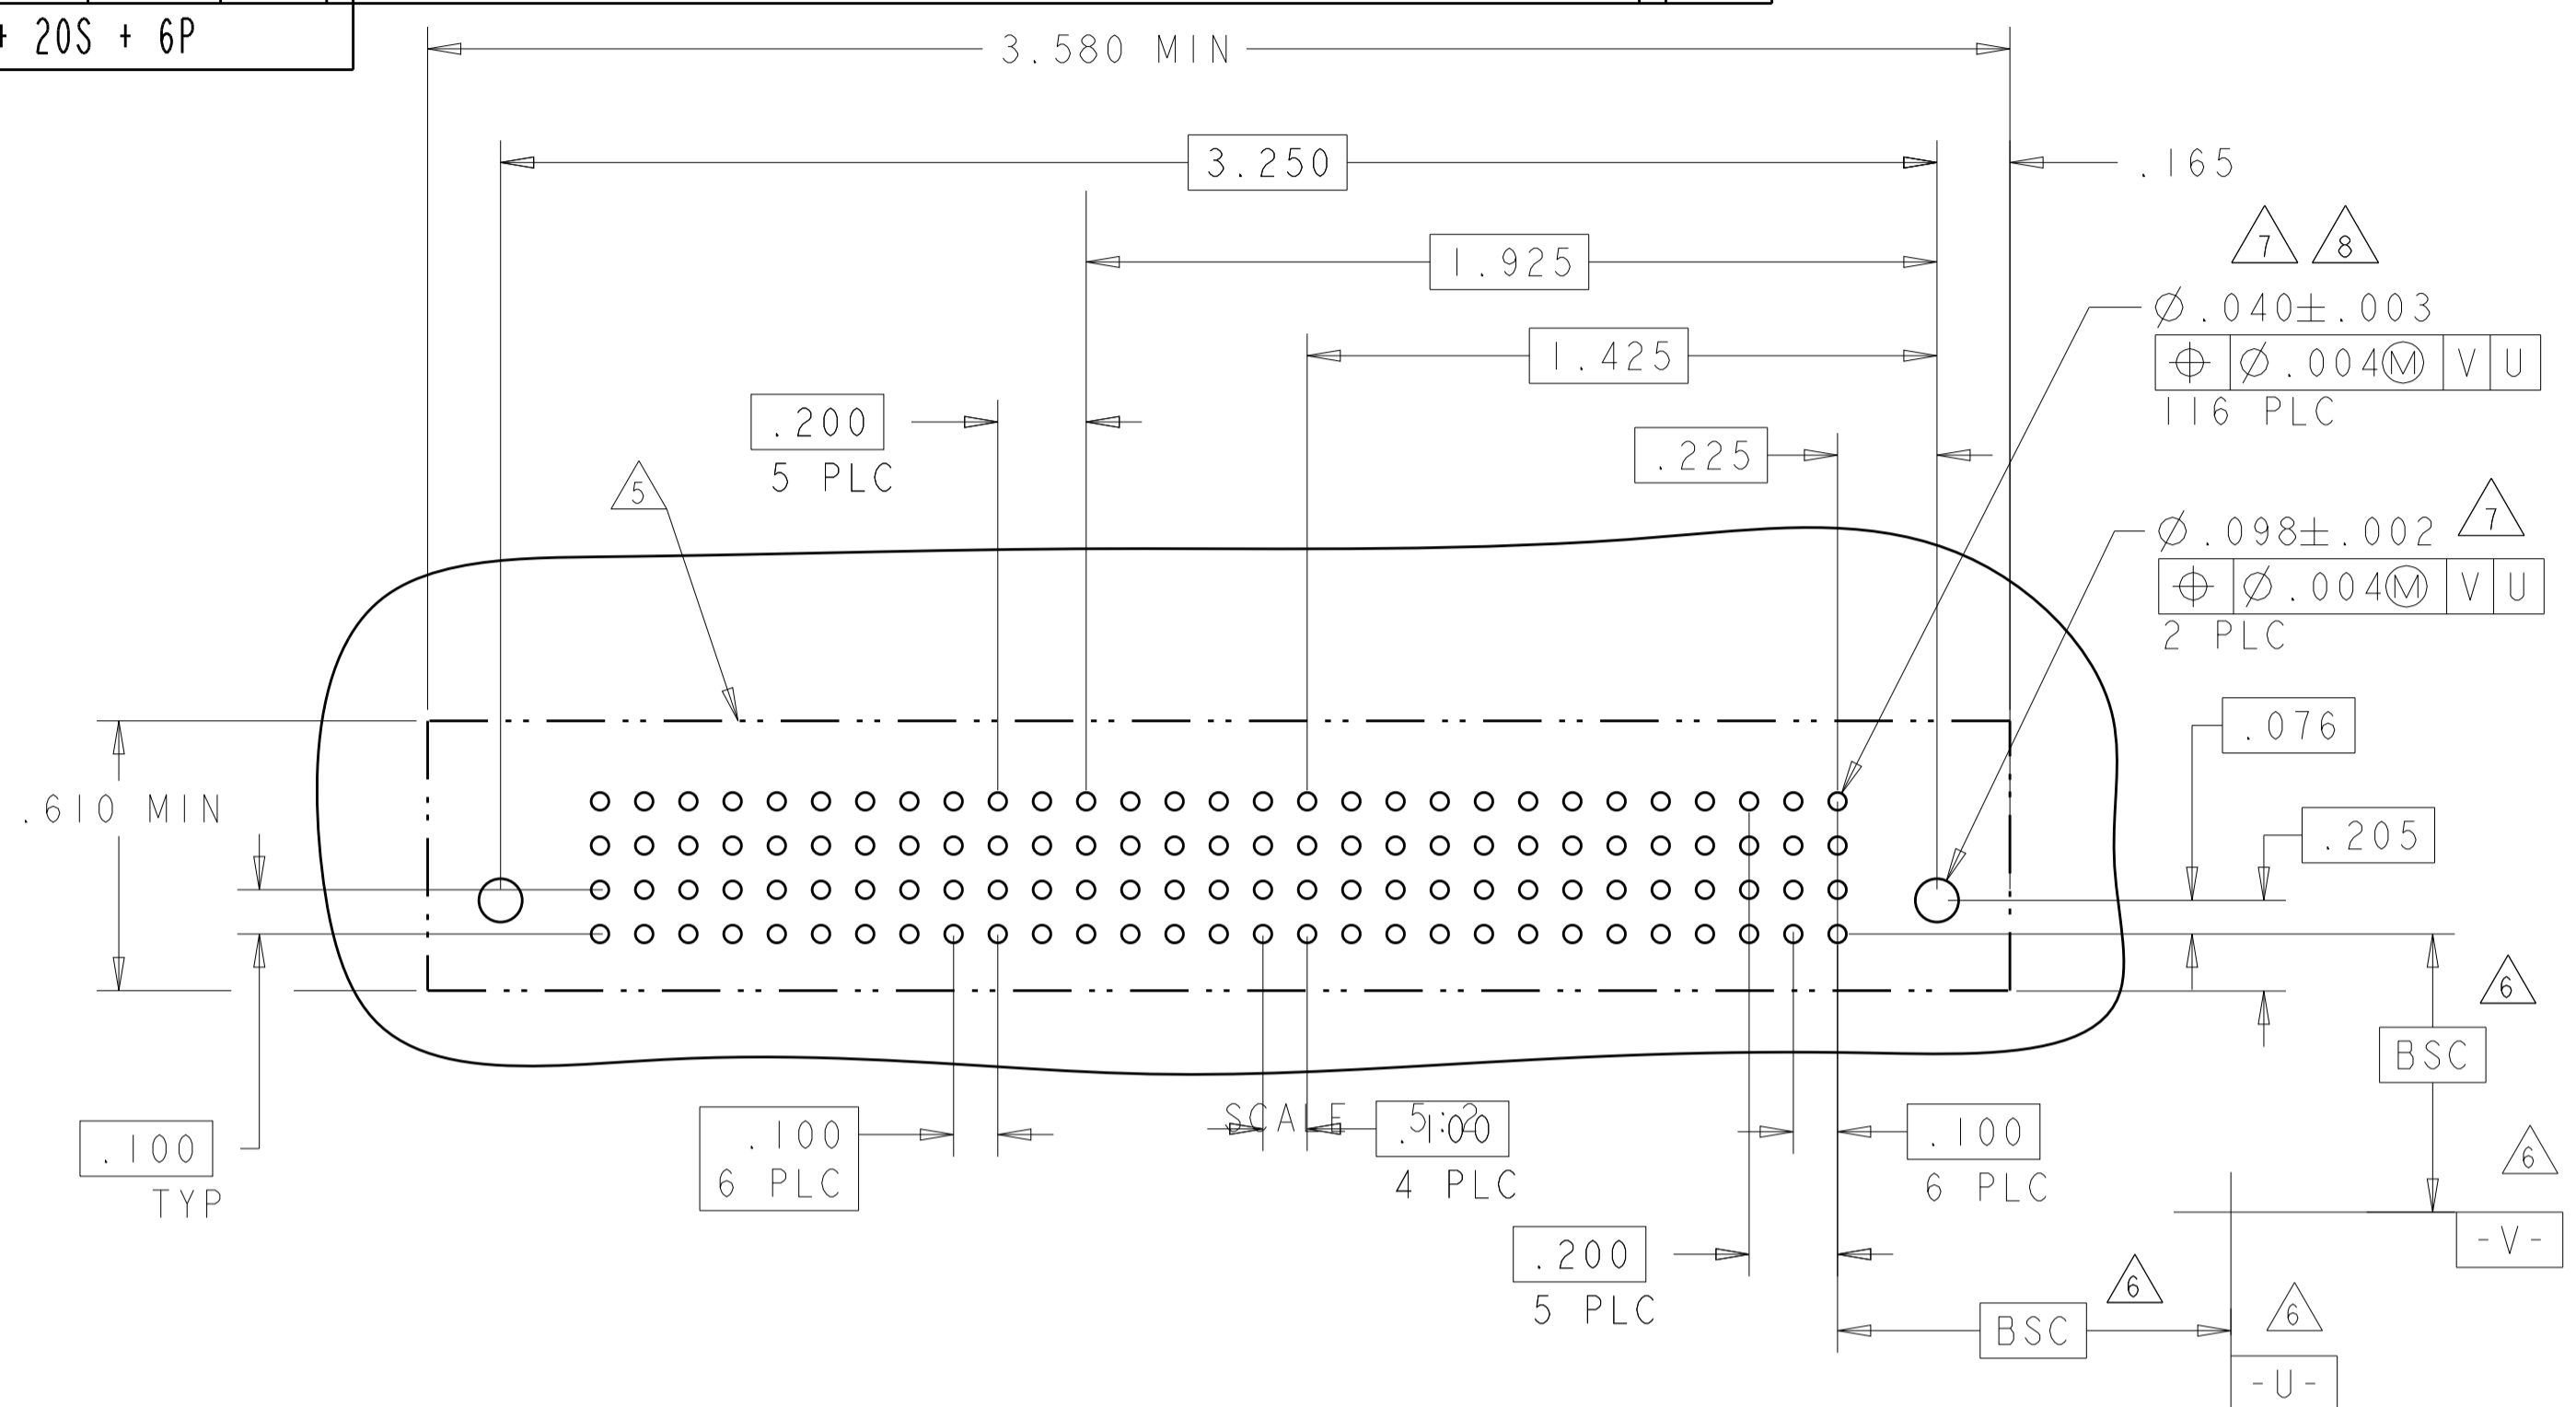 + 20S + 6P
3.580 MIN
3.250
.165
1.925
7 8
1.425
Ø.040±.003
⌖ Ø.004Ⓜ V U
116 PLC
.200
5 PLC
.225
5
Ø.098±.002 7
⌖ Ø.004Ⓜ V U
2 PLC
.076
.610 MIN
.205
6
BSC
SCALE 5:2
.100
TYP
.100
6 PLC
.100
4 PLC
.100
6 PLC
6
-V-
.200
5 PLC
6
BSC
6
-U-